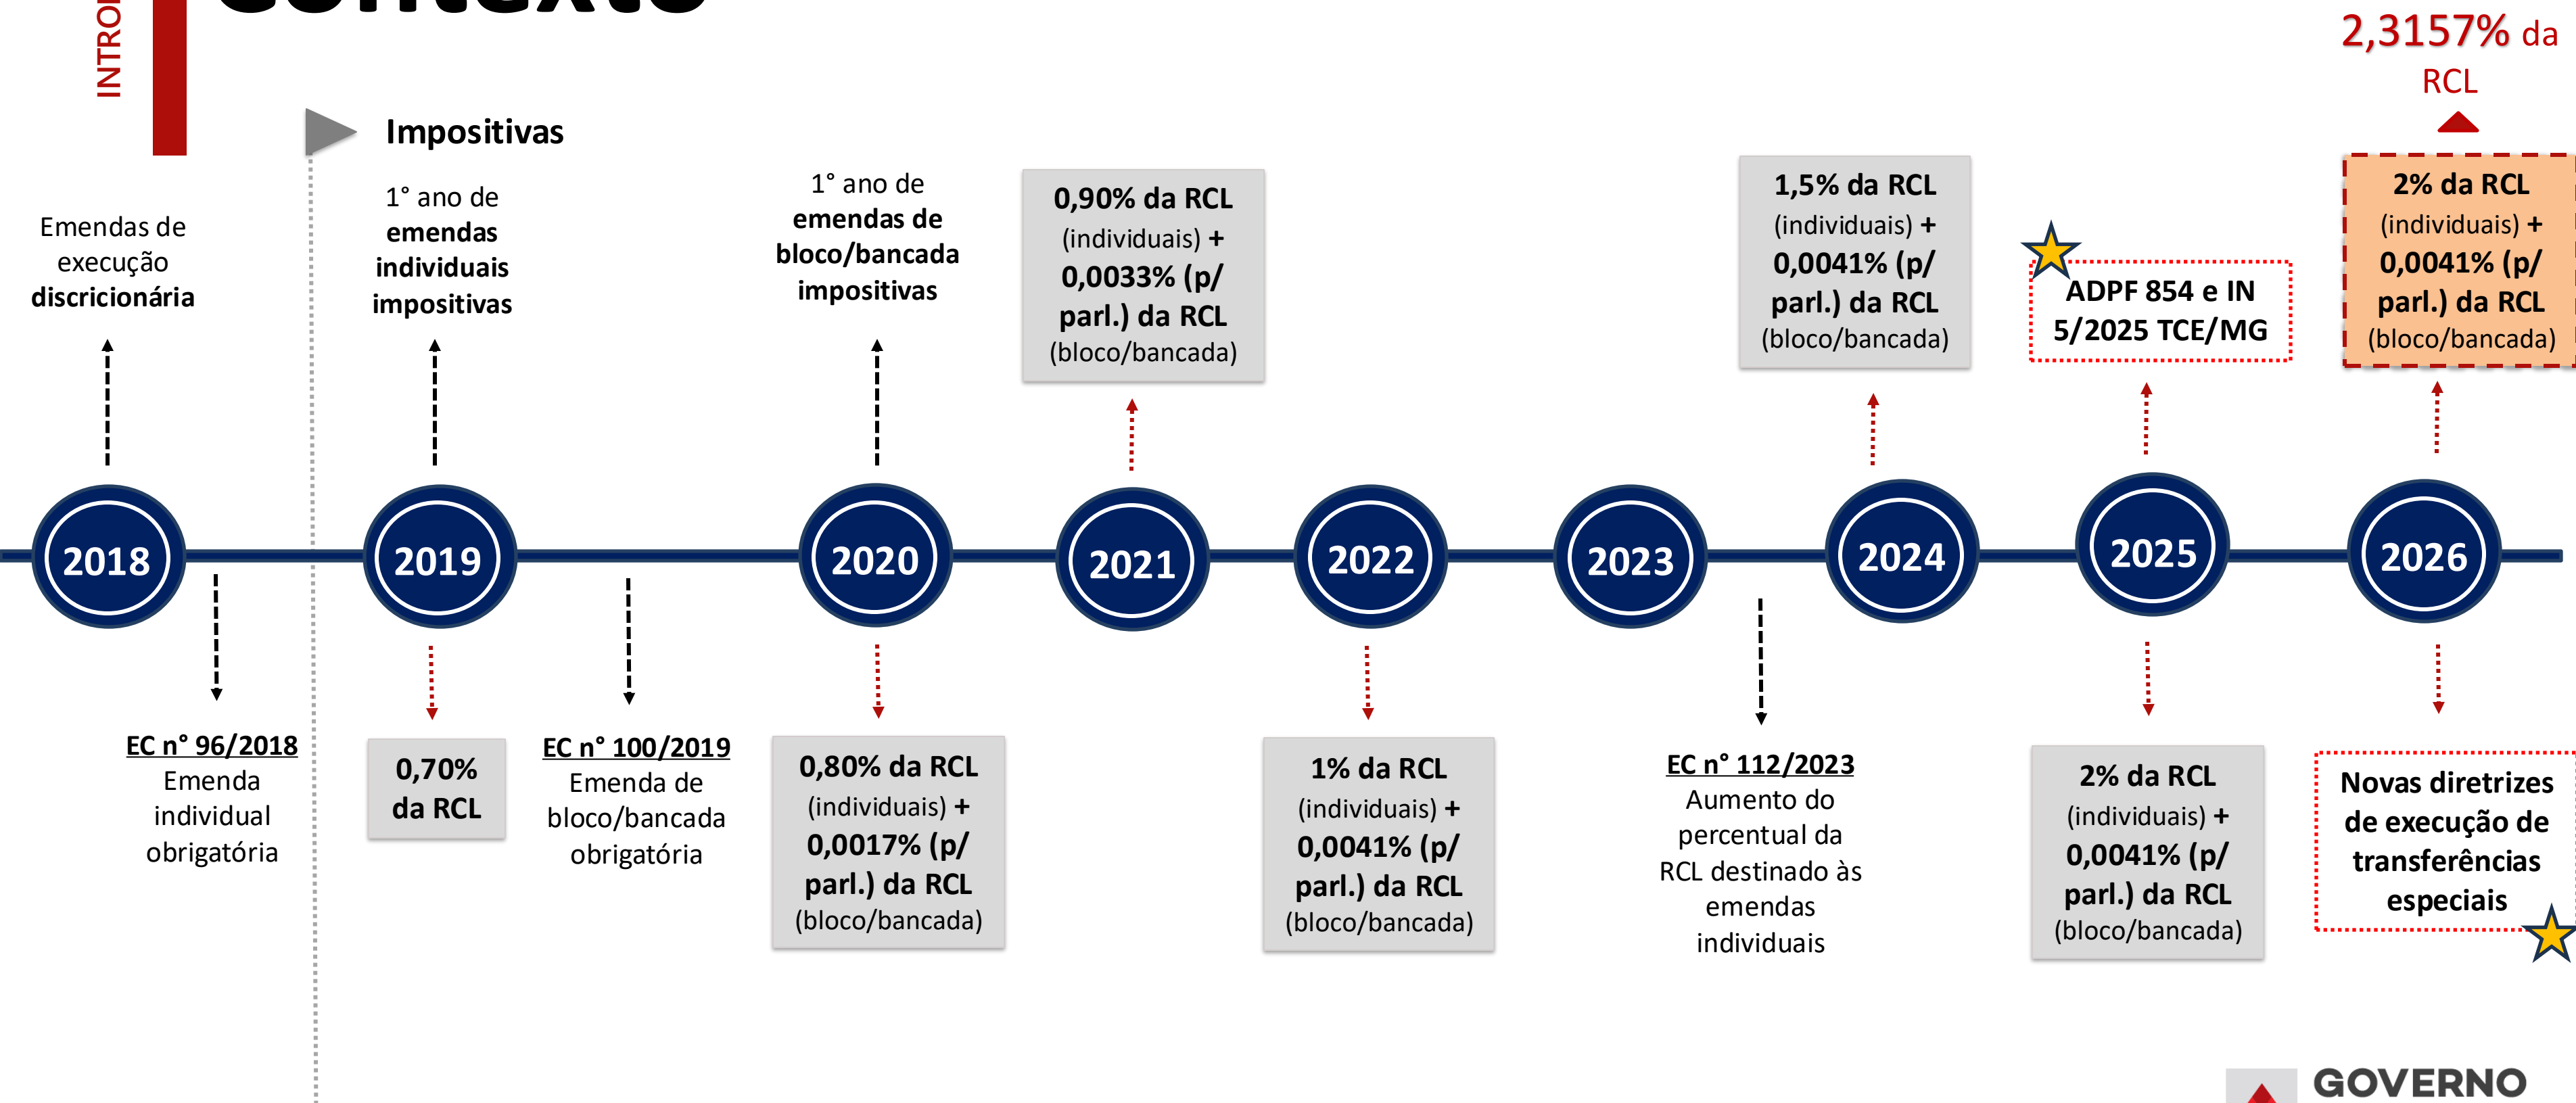 Contexto
2,3157% da
RCL
Impositivas
Emendas de
execução
discricionária
1° ano de
emendas
individuais
impositivas
1° ano de
emendas de
bloco/bancada
impositivas
0,90% da RCL
(individuais) +
0,0033% (p/
parl.) da RCL
(bloco/bancada)
1,5% da RCL
(individuais) +
0,0041% (p/
parl.) da RCL
(bloco/bancada)
ADPF 854 e IN
5/2025 TCE/MG
2% da RCL
(individuais) +
0,0041% (p/
parl.) da RCL
(bloco/bancada)
2018
2019
2020
2021
2022
2023
2024
2025
2026
EC n° 96/2018
Emenda
individual
obrigatória
0,70%
da RCL
EC n° 100/2019
Emenda de
bloco/bancada
obrigatória
0,80% da RCL
(individuais) +
0,0017% (p/
parl.) da RCL
(bloco/bancada)
1% da RCL
(individuais) +
0,0041% (p/
parl.) da RCL
(bloco/bancada)
EC n° 112/2023
Aumento do
percentual da
RCL destinado às
emendas
individuais
2% da RCL
(individuais) +
0,0041% (p/
parl.) da RCL
(bloco/bancada)
Novas diretrizes
de execução de
transferências
especiais
GOVERNO